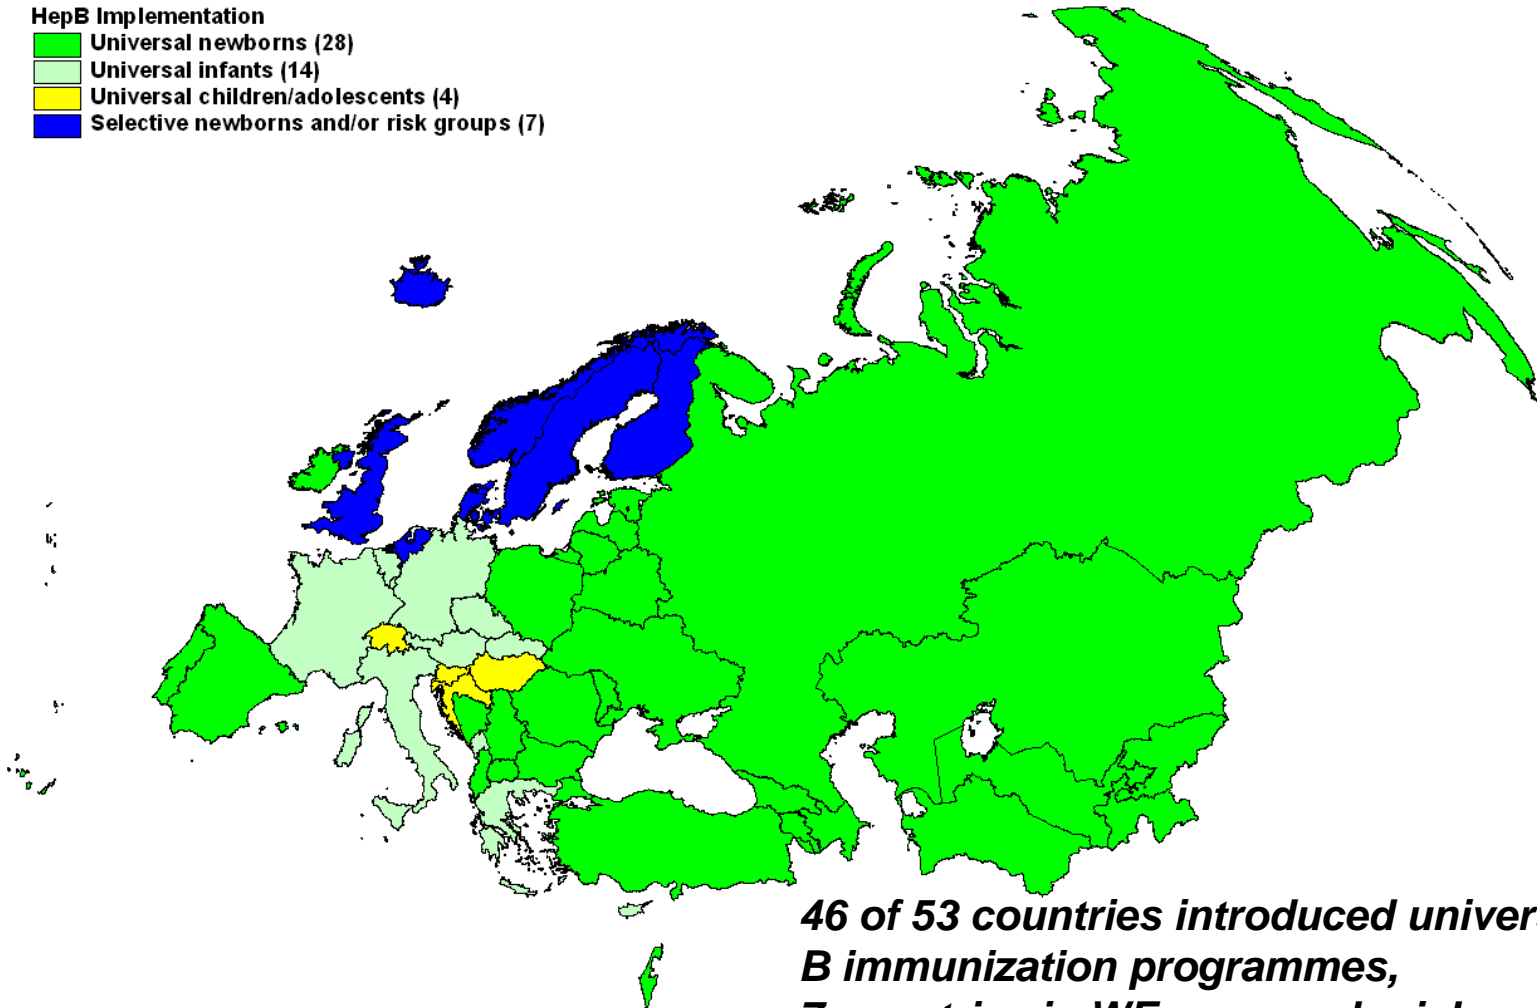 HepB Implementation
Universal newborns (28)
Universal infants (14)
Universal children/adolescents (4)
Selective newborns and/or risk groups (7)
46 of 53 countries introduced
B immunization programmes,